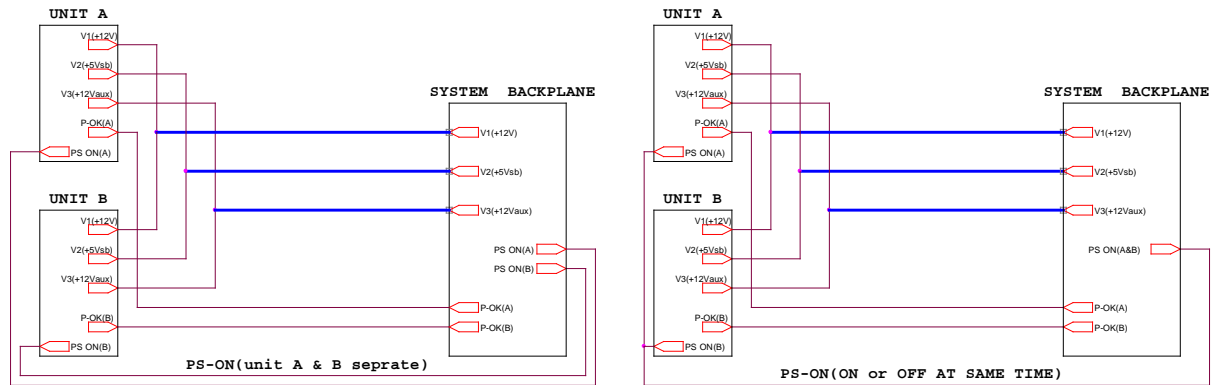 UNIT A
V1(+12V)
V2(+5Vsb)
V3(+12Vaux)
P-OK(A)
PS ON(A)
UNIT B
V1(+12V)
V2(+5Vsb)
V3(+12Vaux)
P-OK(B)
PS ON(B)
SYSTEM BACKPLANE
V1(+12V)
V2(+5Vsb)
V3(+12Vaux)
PS ON(A)
PS ON(B)
P-OK(A)
P-OK(B)
PS-ON(unit A & B seprate)
UNIT A
V1(+12V)
V2(+5Vsb)
V3(+12Vaux)
P-OK(A)
PS ON(A)
UNIT B
V1(+12V)
V2(+5Vsb)
V3(+12Vaux)
P-OK(B)
PS ON(B)
SYSTEM BACKPLANE
V1(+12V)
V2(+5Vsb)
V3(+12Vaux)
PS ON(A&B)
P-OK(A)
P-OK(B)
PS-ON(ON or OFF AT SAME TIME)